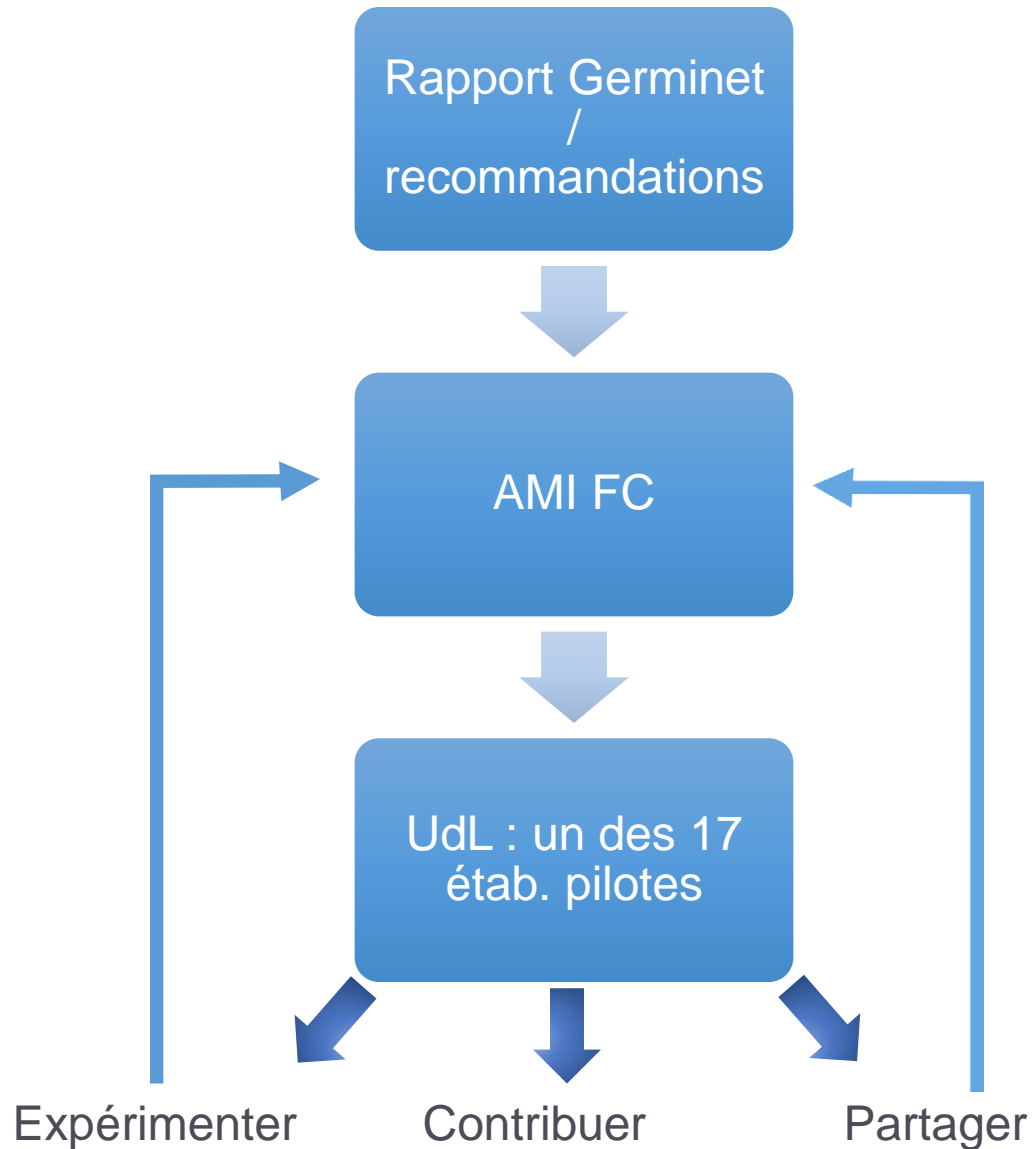 Rapport Germinet
/
recommandations
AMI FC
UdL : un des 17
étab. pilotes
Expérimenter
Contribuer
Partager